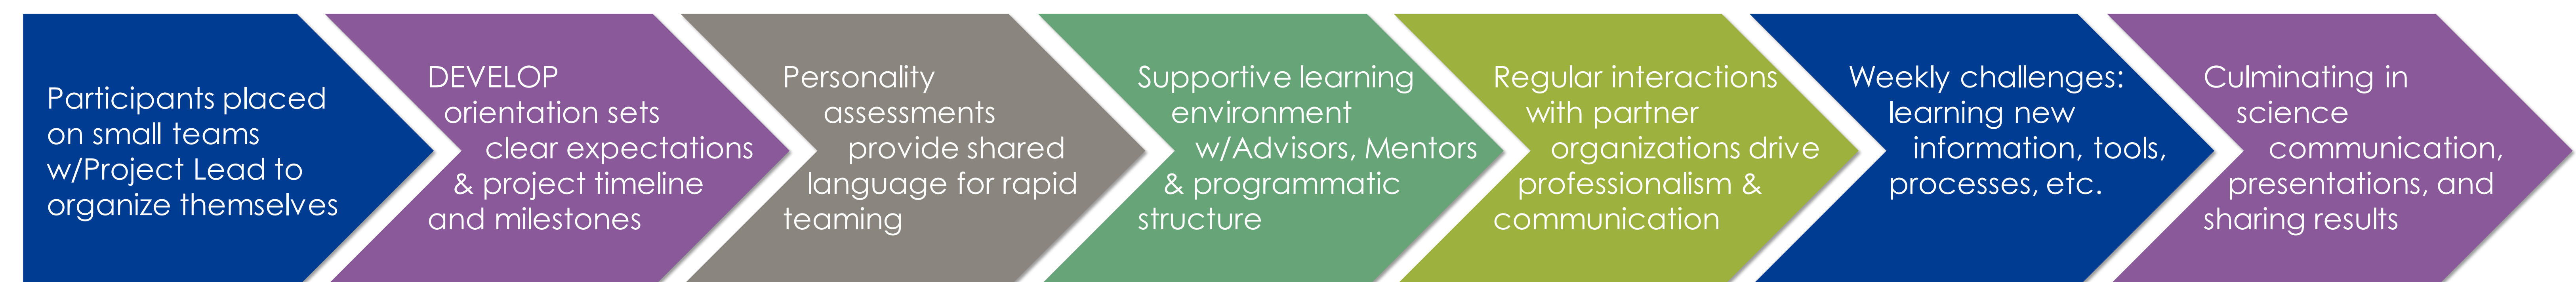 Participants placed
on small teams
w/Project Lead to
organize themselves
DEVELOP
orientation sets
clear expectations
& project timeline
and milestones
Personality
assessments
provide shared
language for rapid
teaming
Supportive learning
environment
w/Advisors, Mentors
& programmatic
structure
Regular interactions
with partner
organizations drive
professionalism &
communication
Weekly challenges:
learning new
information, tools,
processes, etc.
Culminating in
science
communication,
presentations, and
sharing results